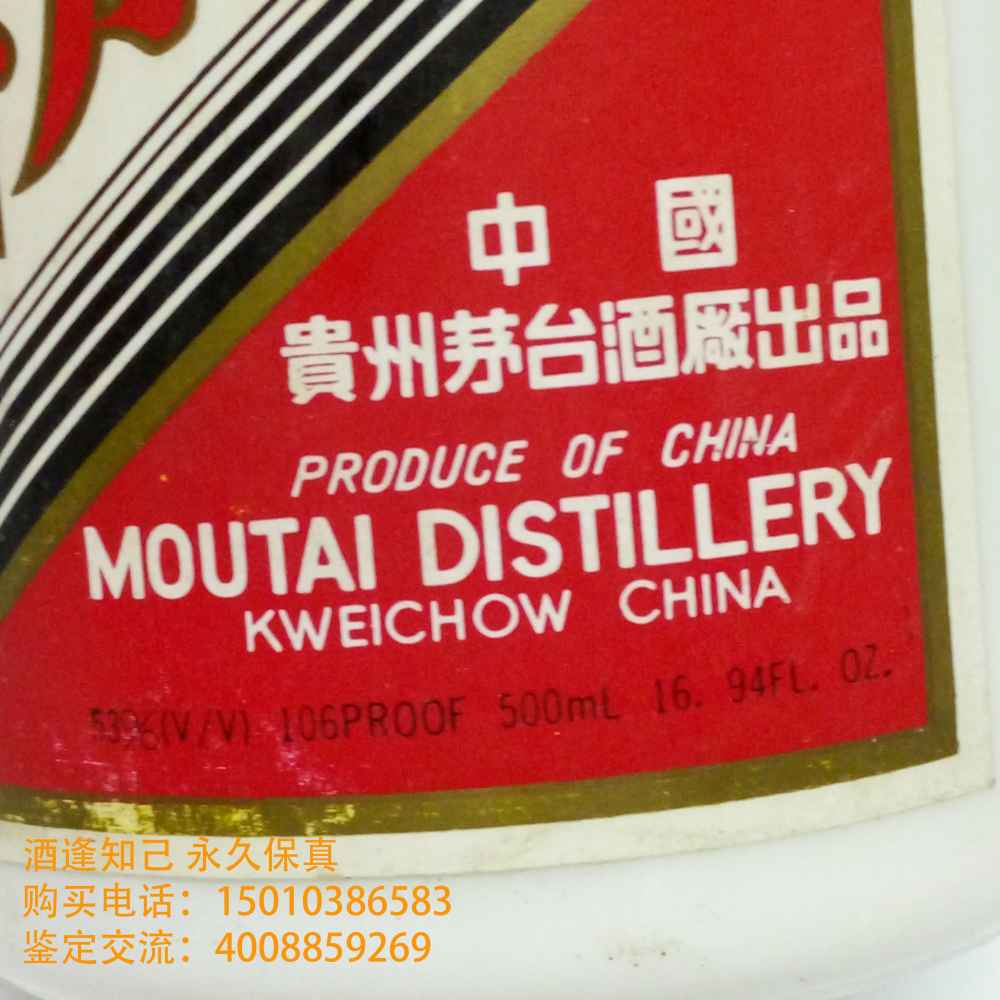 中 國
貴州茅台酒廠出品
PRODUCE OF CHINA
MOUTAI DISTILLERY
KWEICHOW CHINA
53%(V/V) 106PROOF 500mL 16. 94FL. OZ.
酒逢知己 永久保真
购买电话：15010386583
鉴定交流：4008859269